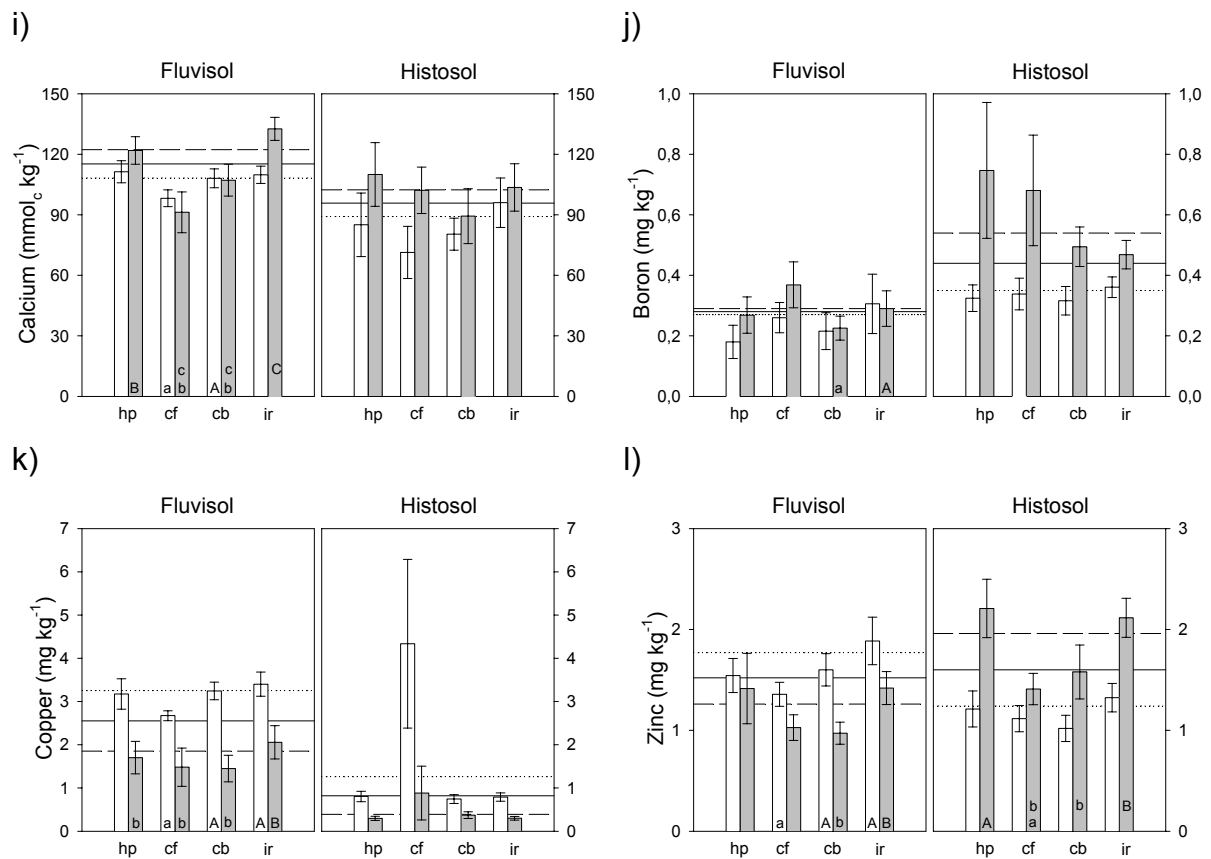 i)
Fluvisol
Histosol
Calcium (mmolc kg-1)
150
120
90
60
30
0
150
120
90
60
30
0
B
a
c
b
A
c
b
C
hp
cf
cb
ir
hp
cf
cb
ir
j)
Fluvisol
Histosol
Boron (mg kg-1)
1,0
0,8
0,6
0,4
0,2
0,0
1,0
0,8
0,6
0,4
0,2
0,0
a
A
hp
cf
cb
ir
hp
cf
cb
ir
k)
Fluvisol
Histosol
Copper (mg kg-1)
7
6
5
4
3
2
1
0
7
6
5
4
3
2
1
0
b
a
b
A
b
A
B
hp
cf
cb
ir
hp
cf
cb
ir
l)
Fluvisol
Histosol
Zinc (mg kg-1)
3
2
1
0
3
2
1
0
a
A
b
A
B
A
b
a
b
B
hp
cf
cb
ir
hp
cf
cb
ir